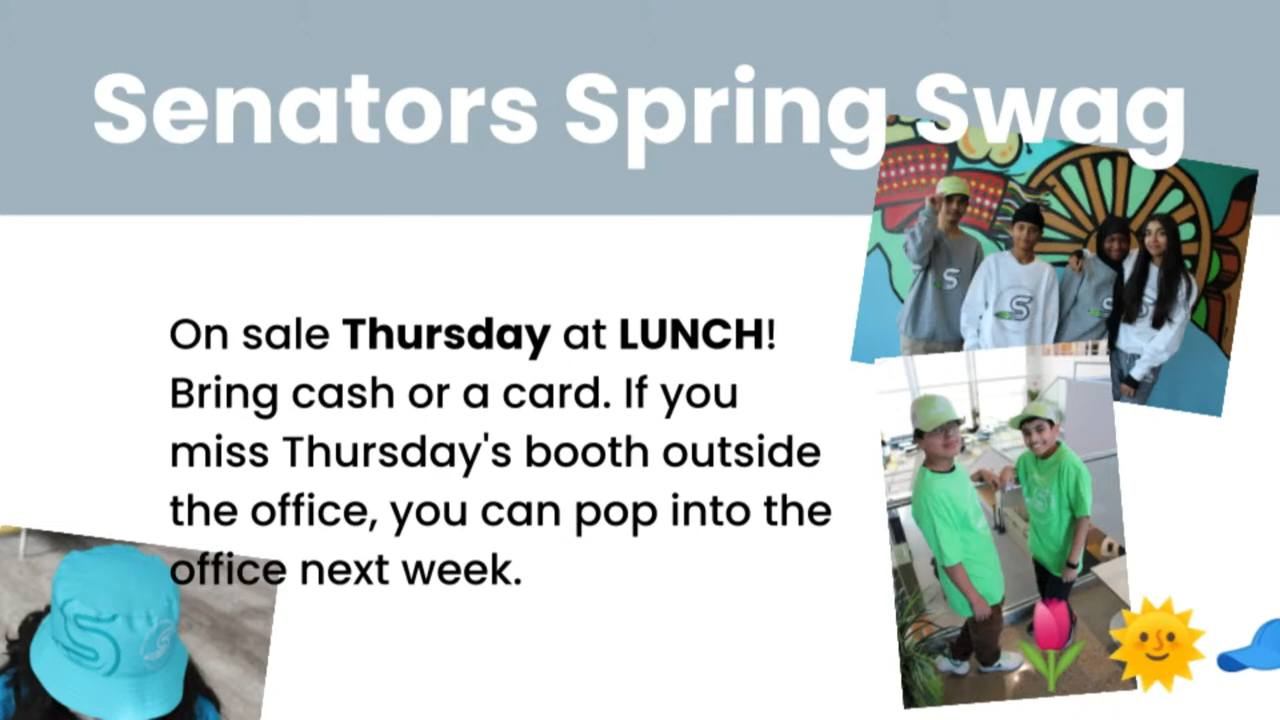 Senators Spring Swag
On sale Thursday at LUNCH!
Bring cash or a card. If you
miss Thursday's booth outside
the office, you can pop into the
office next week.